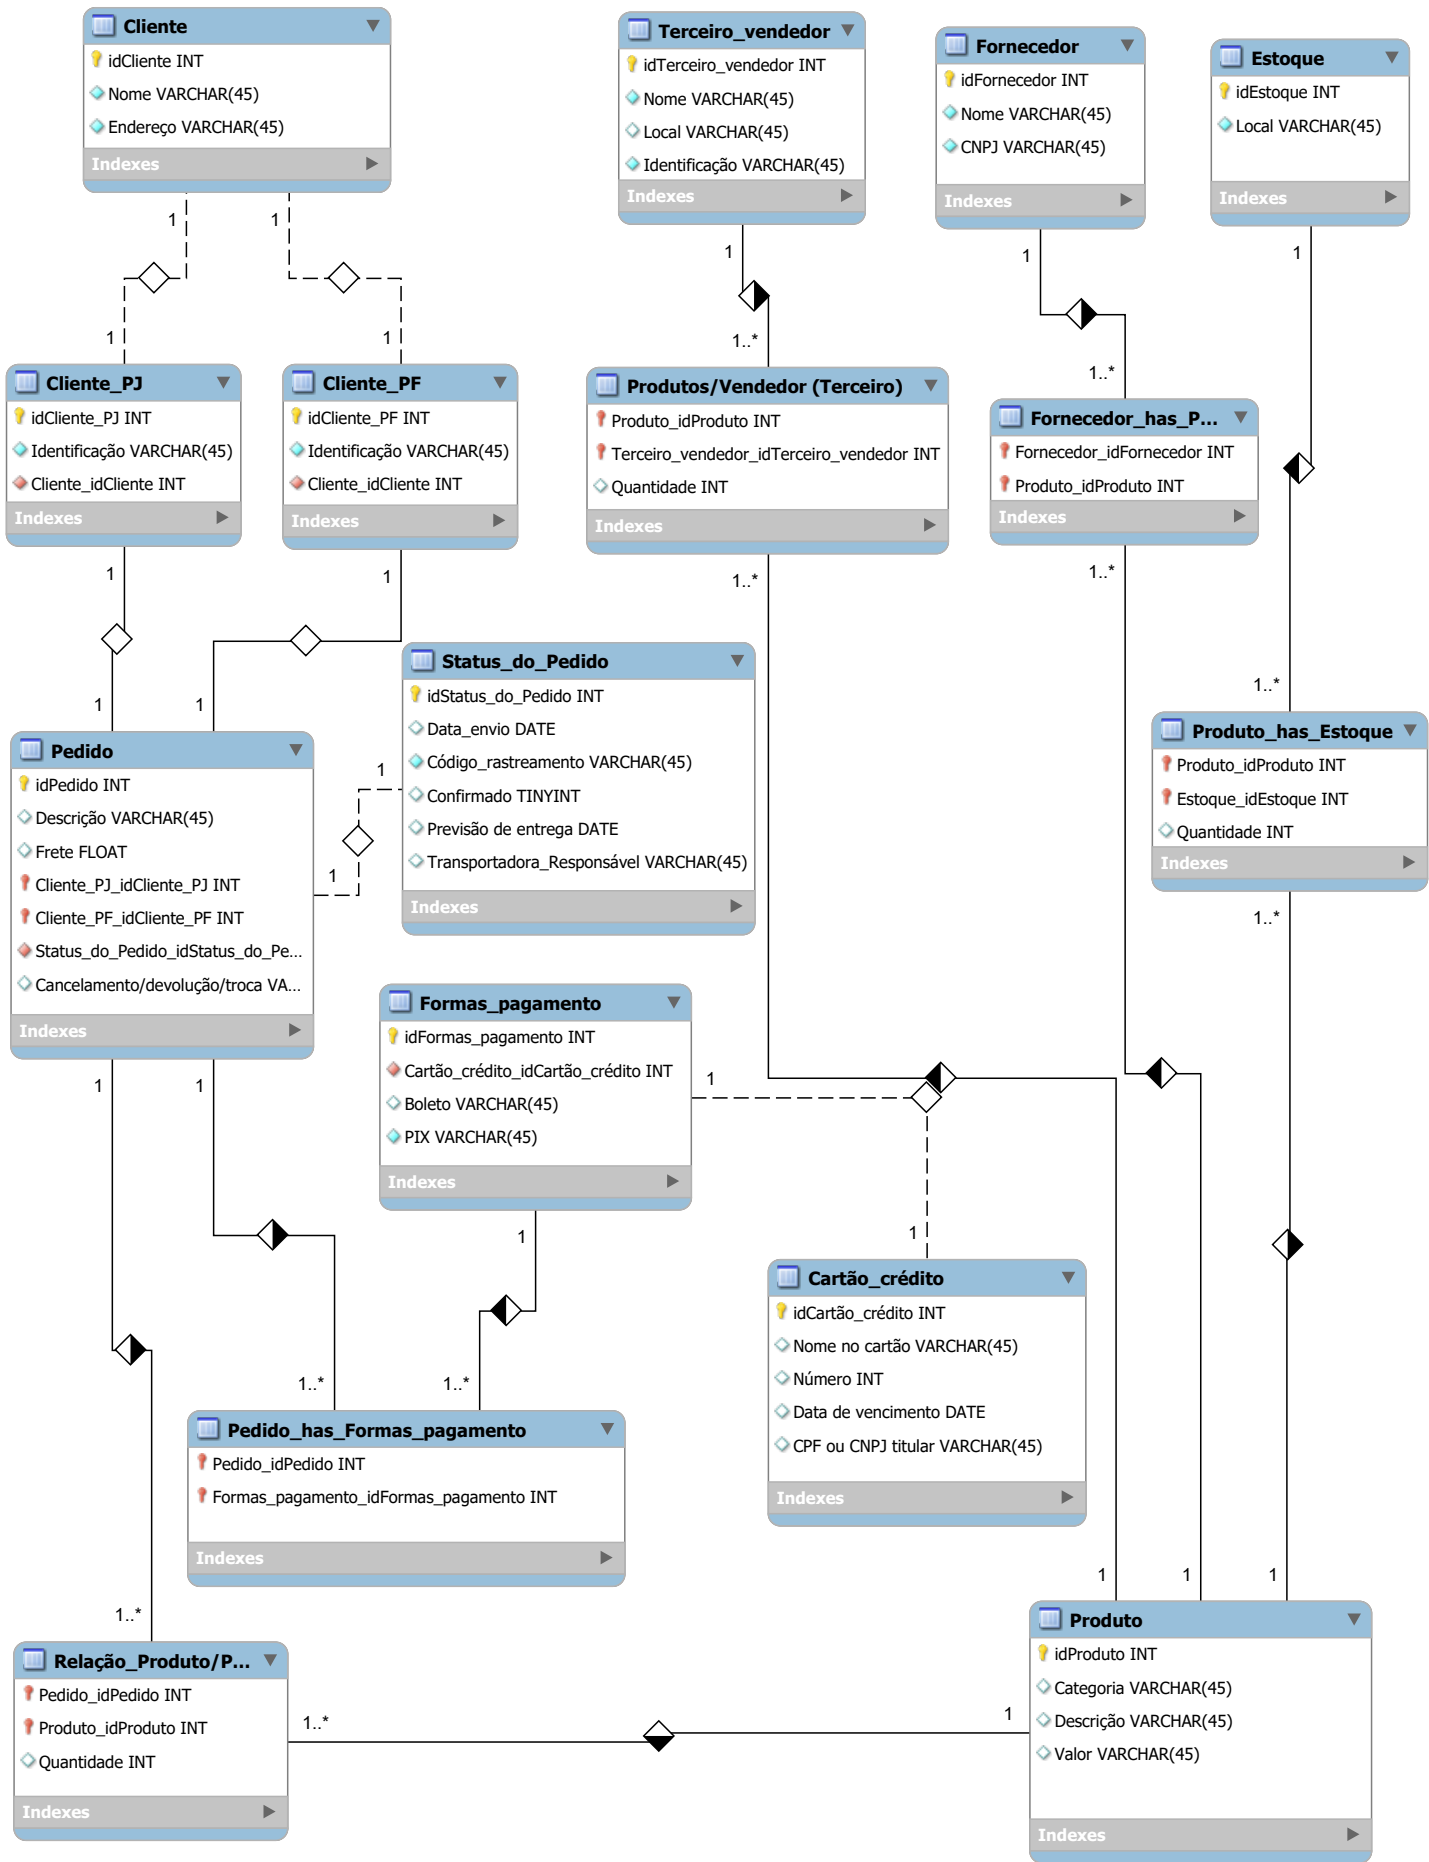 Cliente
idCliente INT
Nome VARCHAR(45)
Endereço VARCHAR(45)
Indexes
Terceiro_vendedor
idTerceiro_vendedor INT
Nome VARCHAR(45)
Local VARCHAR(45)
Identificação VARCHAR(45)
Indexes
Fornecedor
idFornecedor INT
Nome VARCHAR(45)
CNPJ VARCHAR(45)
Indexes
Estoque
idEstoque INT
Local VARCHAR(45)
Indexes
1
1
1
1
1
1
1
1..*
1..*
Cliente_PJ
idCliente_PJ INT
Identificação VARCHAR(45)
Cliente_idCliente INT
Indexes
Cliente_PF
idCliente_PF INT
Identificação VARCHAR(45)
Cliente_idCliente INT
Indexes
Produtos/Vendedor (Terceiro)
Produto_idProduto INT
Terceiro_vendedor_idTerceiro_vendedor INT
Quantidade INT
Indexes
Fornecedor_has_P...
Fornecedor_idFornecedor INT
Produto_idProduto INT
Indexes
1
1
1..*
1..*
1
1
1..*
Status_do_Pedido
idStatus_do_Pedido INT
Data_envio DATE
Código_rastreamento VARCHAR(45)
Confirmado TINYINT
Previsão de entrega DATE
Transportadora_Responsável VARCHAR(45)
Indexes
Produto_has_Estoque
Produto_idProduto INT
Estoque_idEstoque INT
Quantidade INT
Indexes
1..*
Pedido
idPedido INT
Descrição VARCHAR(45)
Frete FLOAT
Cliente_PJ_idCliente_PJ INT
Cliente_PF_idCliente_PF INT
Status_do_Pedido_idStatus_do_Pe...
Cancelamento/devolução/troca VA...
Indexes
1
1
1
1
Formas_pagamento
idFormas_pagamento INT
Cartão_crédito_idCartão_crédito INT
Boleto VARCHAR(45)
PIX VARCHAR(45)
Indexes
1
1
1
Cartão_crédito
idCartão_crédito INT
Nome no cartão VARCHAR(45)
Número INT
Data de vencimento DATE
CPF ou CNPJ titular VARCHAR(45)
Indexes
1..*
1..*
Pedido_has_Formas_pagamento
Pedido_idPedido INT
Formas_pagamento_idFormas_pagamento INT
Indexes
1..*
1
1
1
Relação_Produto/P...
Pedido_idPedido INT
Produto_idProduto INT
Quantidade INT
Indexes
1..*
1
Produto
idProduto INT
Categoria VARCHAR(45)
Descrição VARCHAR(45)
Valor VARCHAR(45)
Indexes